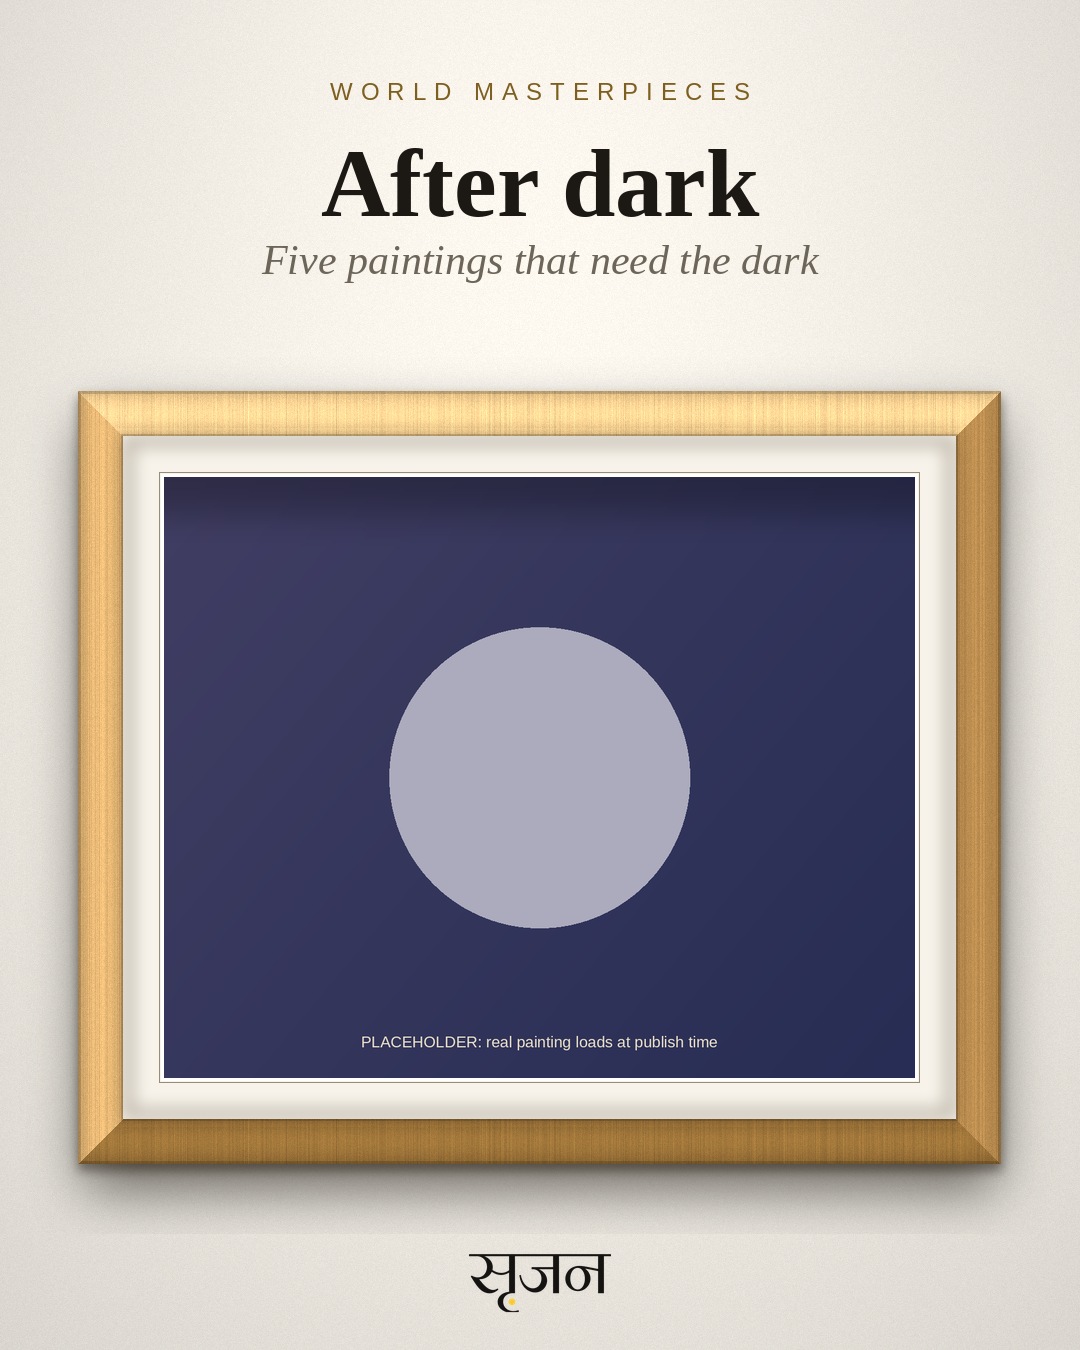 WORLD MASTERPIECES
After dark
Five paintings that need the dark
PLACEHOLDER: real painting loads at publish time
सृजन